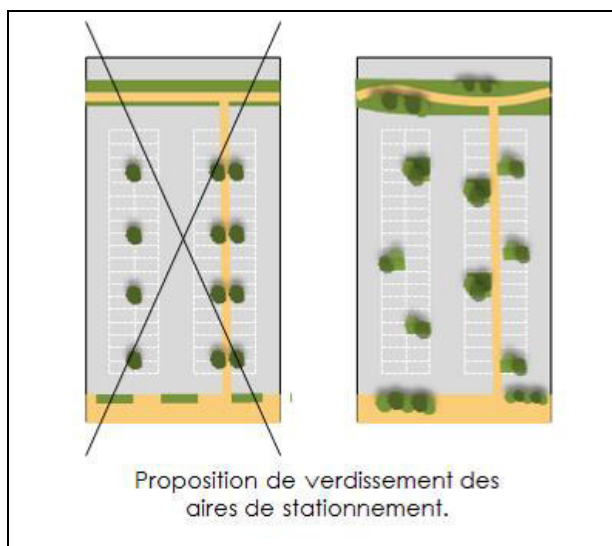 Proposition de verdissement des
aires de stationnement.